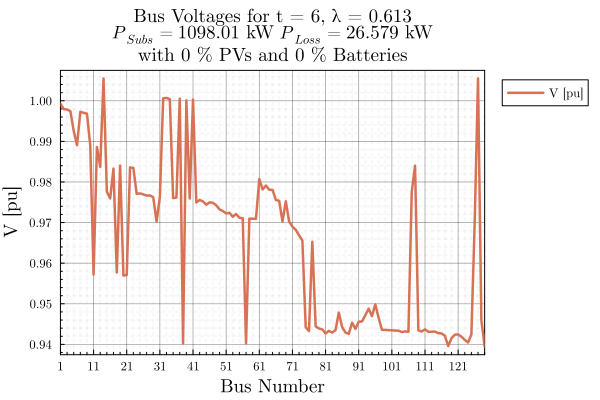 Bus Voltages for t = 6, λ = 0.613
P_Subs = 1098.01 kW P_Loss = 26.579 kW
with 0 % PVs and 0 % Batteries
V [pu]
1.00
0.99
0.98
0.97
0.96
0.95
0.94
V [pu]
1 11 21 31 41 51 61 71 81 91 101 111 121
Bus Number